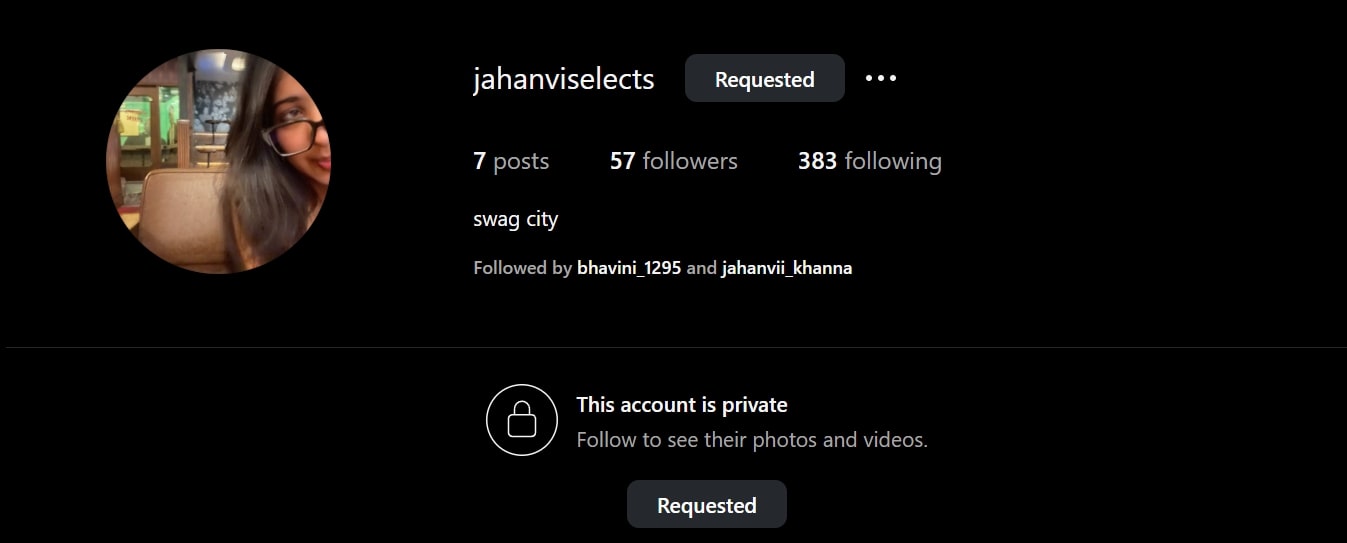 jahanviselects Requested
7 posts 57 followers 383 following
swag city
Followed by bhavini_1295 and jahanvii_khanna
This account is private
Follow to see their photos and videos.
Requested